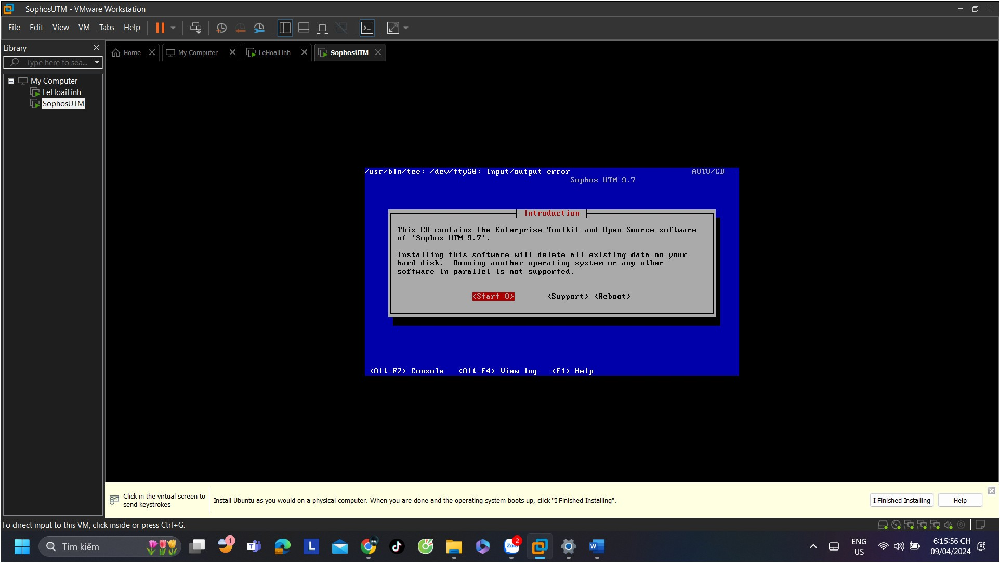 SophosUTM - VMware Workstation
File Edit View VM Tabs Help
Library
Home
My Computer
LeHoaiLinh
SophosUTM
Type here to sea...
My Computer
LeHoaiLinh
SophosUTM
/usr/bin/tee: /dev/ttyS0: Input/output error
AUTO/CD
Sophos UTM 9.7
Introduction
This CD contains the Enterprise Toolkit and Open Source software
of 'Sophos UTM 9.7'.
Installing this software will delete all existing data on your
hard disk. Running another operating system or any other
software in parallel is not supported.
<Start 8> <Support> <Reboot>
<Alt-F2> Console <Alt-F4> View log <F1> Help
Click in the virtual screen to
send keystrokes
Install Ubuntu as you would on a physical computer. When you are done and the operating system boots up, click "I Finished Installing".
I Finished Installing
Help
To direct input to this VM, click inside or press Ctrl+G.
Tìm kiếm
1
L
Zalo
2
W
ENG
US
6:15:56 CH
09/04/2024